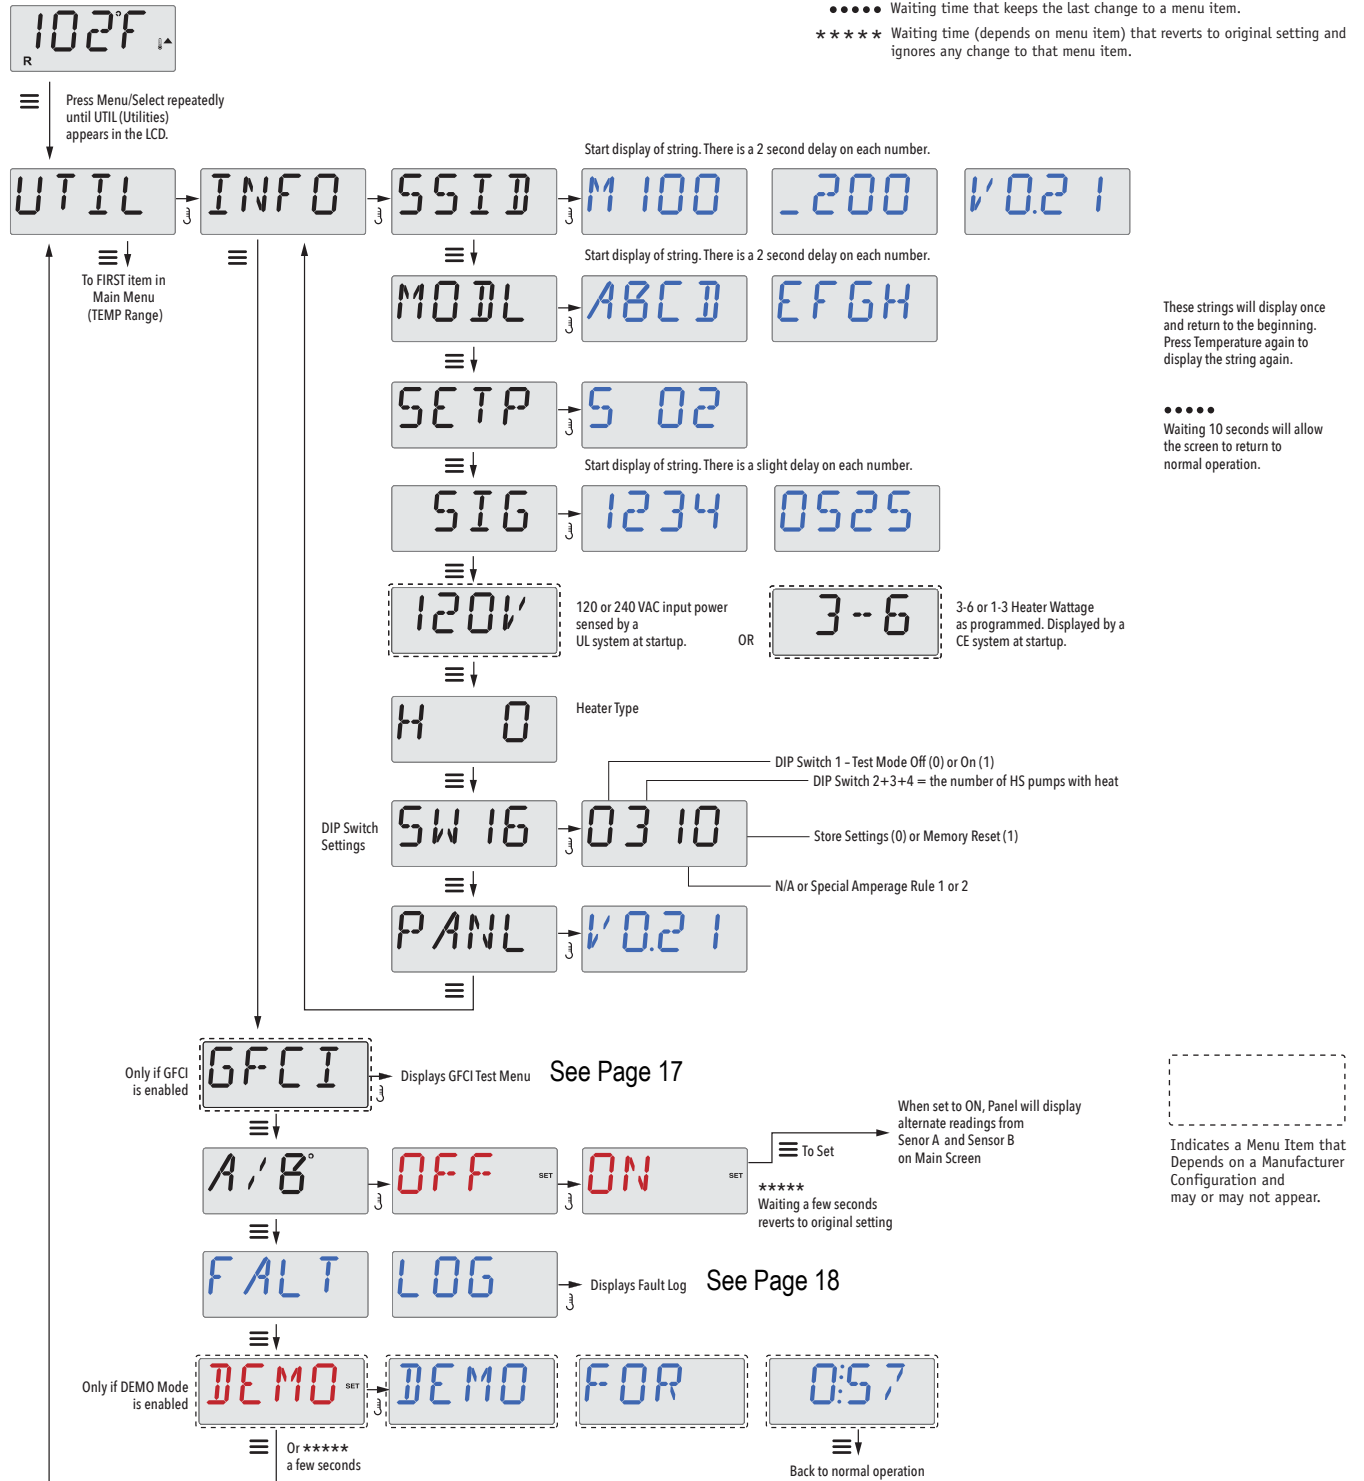 102°F
R
●●●●● Waiting time that keeps the last change to a menu item.
***** Waiting time (depends on menu item) that reverts to original setting and
ignores any change to that menu item.
Press Menu/Select repeatedly
until UTIL (Utilities)
appears in the LCD.
Start display of string. There is a 2 second delay on each number.
UTIL
INFO
SSID
M100
_200
V0.21
To FIRST item in
Main Menu
(TEMP Range)
Start display of string. There is a 2 second delay on each number.
MODL
ABCD
EFGH
These strings will display once
and return to the beginning.
Press Temperature again to
display the string again.
SETP
S 02
●●●●●
Waiting 10 seconds will allow
the screen to return to
normal operation.
Start display of string. There is a slight delay on each number.
SIG
1234
0525
120V
120 or 240 VAC input power
sensed by a
UL system at startup.
OR
3-6
3-6 or 1-3 Heater Wattage
as programmed. Displayed by a
CE system at startup.
H 0
Heater Type
DIP Switch 1 – Test Mode Off (0) or On (1)
DIP Switch 2+3+4 = the number of HS pumps with heat
DIP Switch
Settings
SW16
0310
Store Settings (0) or Memory Reset (1)
N/A or Special Amperage Rule 1 or 2
PANL
V0.21
Only if GFCI
is enabled
GFCI
Displays GFCI Test Menu
See Page 17
When set to ON, Panel will display
alternate readings from
Senor A and Sensor B
on Main Screen
Indicates a Menu Item that
Depends on a Manufacturer
Configuration and
may or may not appear.
A/B°
OFF SET
ON SET
To Set
*****
Waiting a few seconds
reverts to original setting
FALT
LOG
Displays Fault Log
See Page 18
Only if DEMO Mode
is enabled
DEMO SET
DEMO
FOR
0:57
Or *****
a few seconds
Back to normal operation